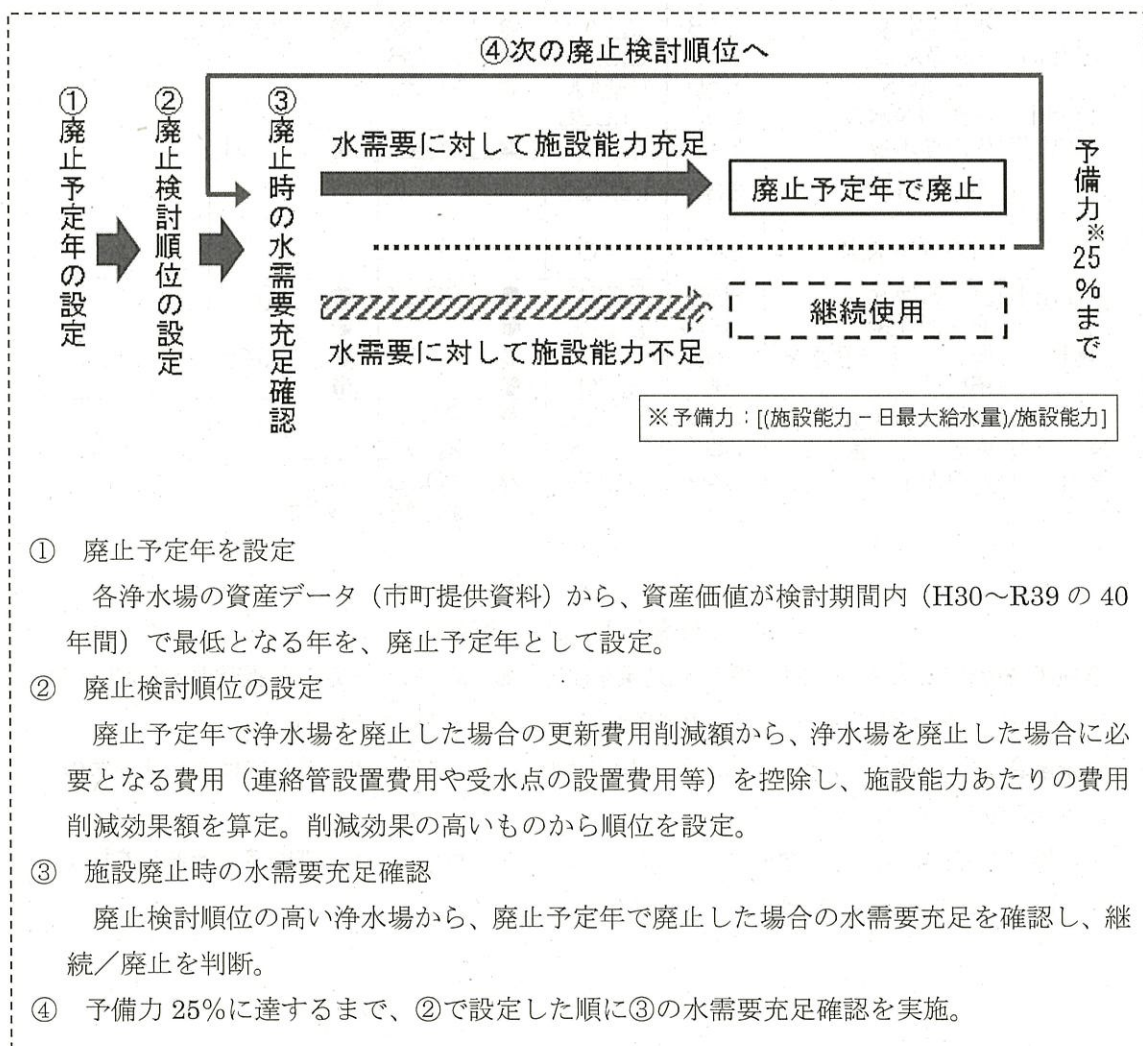 ④次の廃止検討順位へ
①廃止予定年の設定
②廃止検討順位の設定
③廃止時の水需要充足確認
水需要に対して施設能力充足
廃止予定年で廃止
水需要に対して施設能力不足
継続使用
予備力※25%まで
※予備力:[(施設能力－日最大給水量)/施設能力]
① 廃止予定年を設定
各浄水場の資産データ（市町提供資料）から、資産価値が検討期間内（H30～R39 の 40
年間）で最低となる年を、廃止予定年として設定。
② 廃止検討順位の設定
廃止予定年で浄水場を廃止した場合の更新費用削減額から、浄水場を廃止した場合に必
要となる費用（連絡管設置費用や受水点の設置費用等）を控除し、施設能力あたりの費用
削減効果額を算定。削減効果の高いものから順位を設定。
③ 施設廃止時の水需要充足確認
廃止検討順位の高い浄水場から、廃止予定年で廃止した場合の水需要充足を確認し、継
続／廃止を判断。
④ 予備力 25%に達するまで、②で設定した順に③の水需要充足確認を実施。